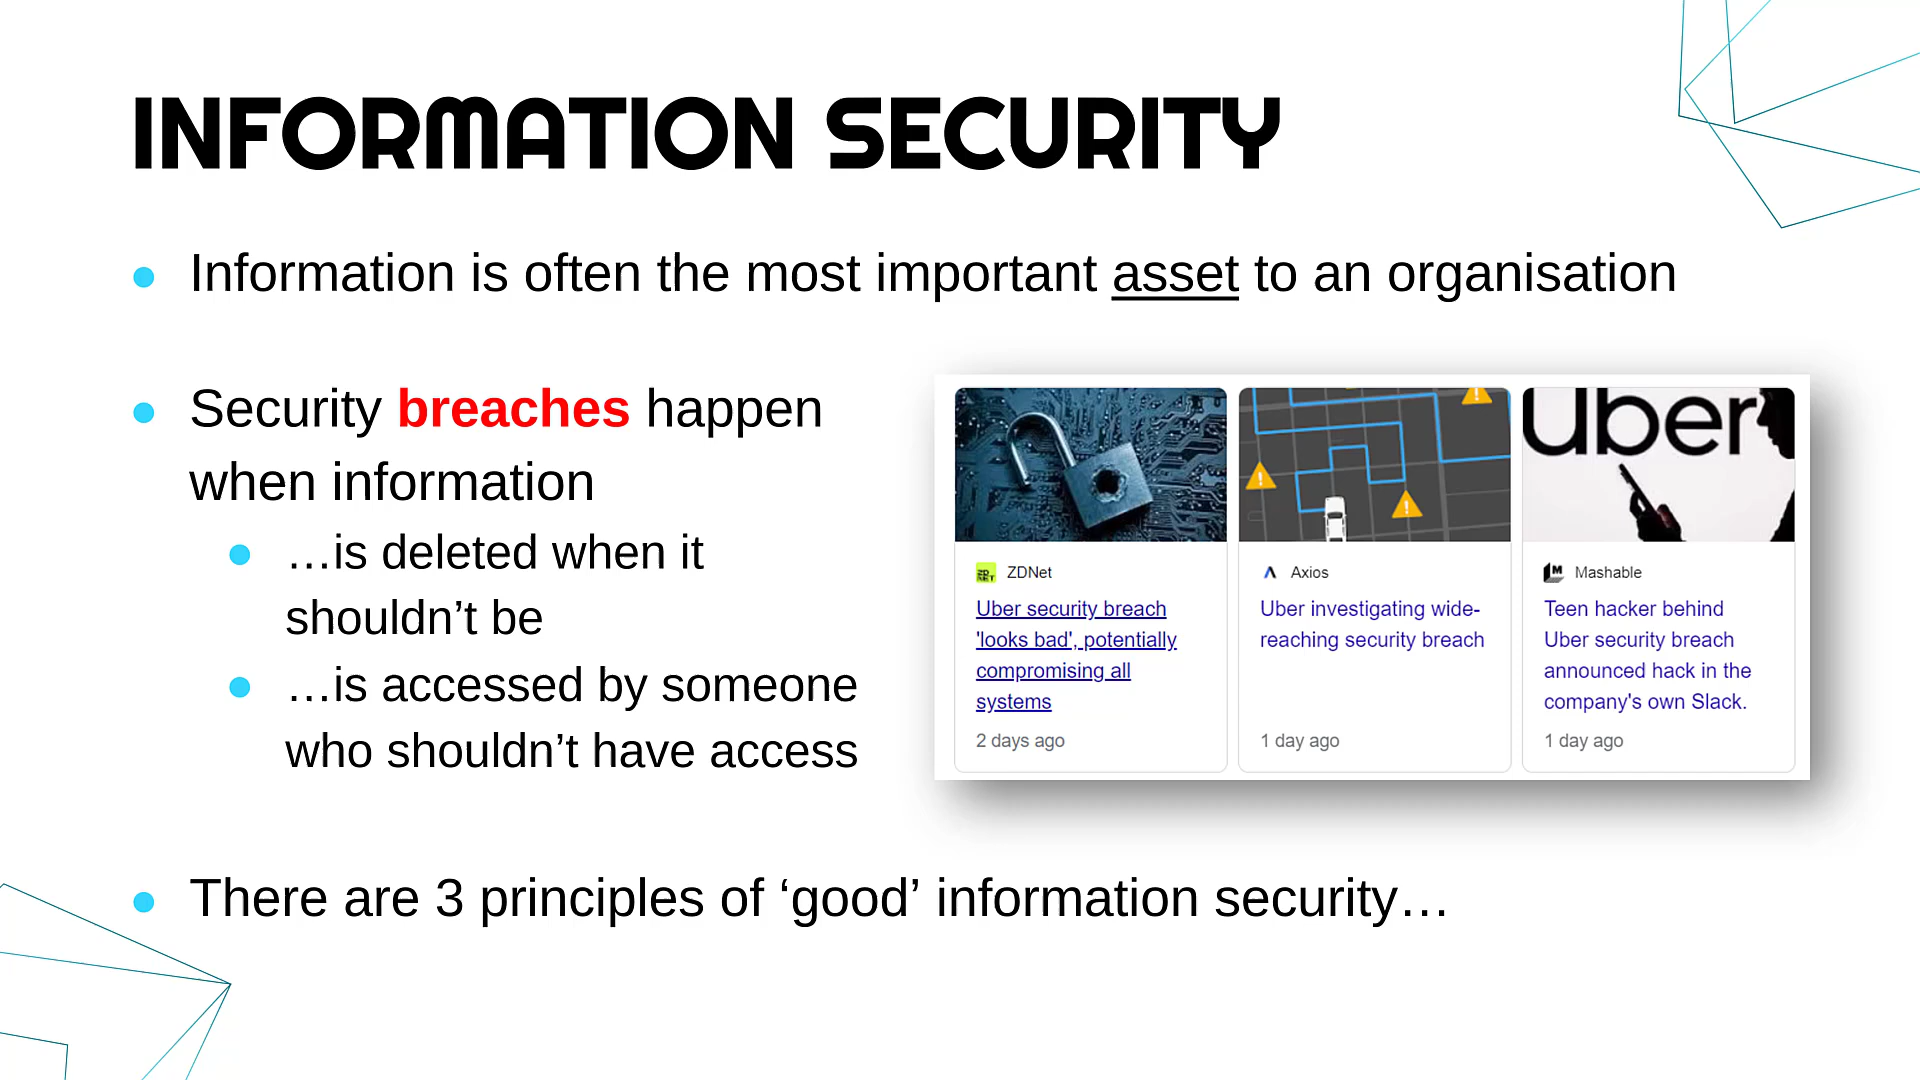 INFORMATION SECURITY
Information is often the most important asset to an organisation
Security breaches happen
when information
…is deleted when it
shouldn’t be
…is accessed by someone
who shouldn’t have access
Uber
ZDNet
Uber security breach
'looks bad', potentially
compromising all
systems
2 days ago
Axios
Uber investigating wide-
reaching security breach
1 day ago
Mashable
Teen hacker behind
Uber security breach
announced hack in the
company's own Slack.
1 day ago
There are 3 principles of ‘good’ information security…